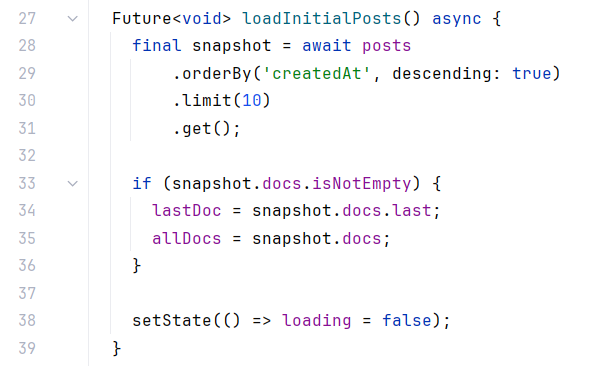 27 Future<void> loadInitialPosts() async {
28 final snapshot = await posts
29 .orderBy('createdAt', descending: true)
30 .limit(10)
31 .get();
32
33 if (snapshot.docs.isNotEmpty) {
34 lastDoc = snapshot.docs.last;
35 allDocs = snapshot.docs;
36 }
37
38 setState(() => loading = false);
39 }